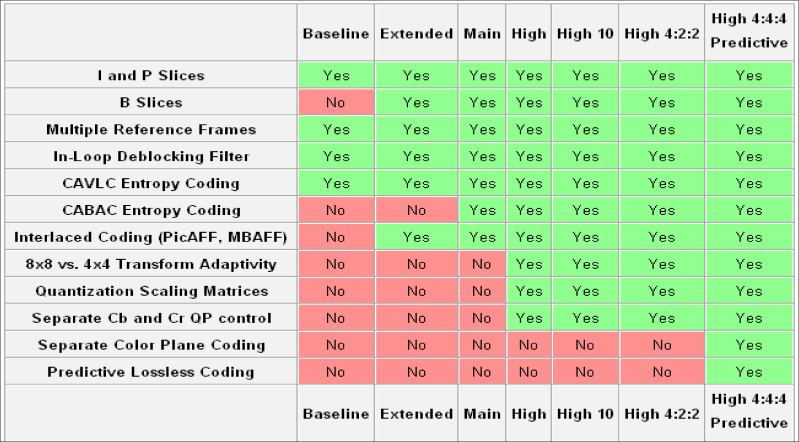 Baseline Extended Main High High 10 High 4:2:2 High 4:4:4 Predictive
I and P Slices Yes Yes Yes Yes Yes Yes Yes
B Slices No Yes Yes Yes Yes Yes Yes
Multiple Reference Frames Yes Yes Yes Yes Yes Yes Yes
In-Loop Deblocking Filter Yes Yes Yes Yes Yes Yes Yes
CAVLC Entropy Coding Yes Yes Yes Yes Yes Yes Yes
CABAC Entropy Coding No No Yes Yes Yes Yes Yes
Interlaced Coding (PicAFF, MBAFF) No Yes Yes Yes Yes Yes Yes
8x8 vs. 4x4 Transform Adaptivity No No No Yes Yes Yes Yes
Quantization Scaling Matrices No No No Yes Yes Yes Yes
Separate Cb and Cr QP control No No No Yes Yes Yes Yes
Separate Color Plane Coding No No No No No No Yes
Predictive Lossless Coding No No No No No No Yes
Baseline Extended Main High High 10 High 4:2:2 High 4:4:4 Predictive